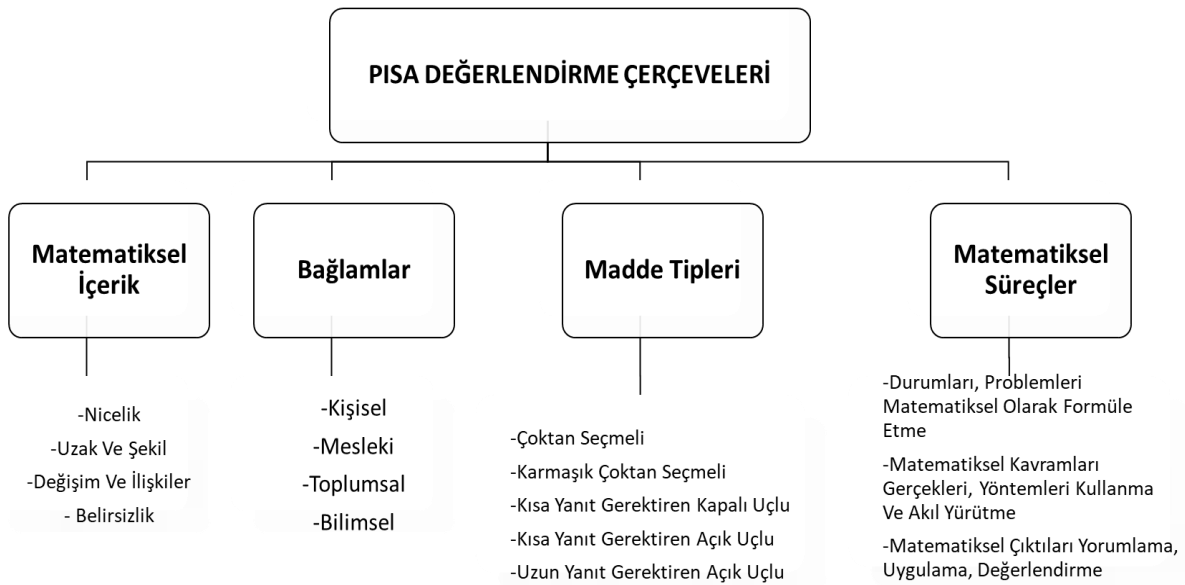 PISA DEĞERLENDİRME ÇERÇEVELERİ
Matematiksel
İçerik
-Nicelik
-Uzak Ve Şekil
-Değişim Ve İlişkiler
- Belirsizlik
Bağlamlar
-Kişisel
-Mesleki
-Toplumsal
-Bilimsel
Madde Tipleri
-Çoktan Seçmeli
-Karmaşık Çoktan Seçmeli
-Kısa Yanıt Gerektiren Kapalı Uçlu
-Kısa Yanıt Gerektiren Açık Uçlu
-Uzun Yanıt Gerektiren Açık Uçlu
Matematiksel
Süreçler
-Durumları, Problemleri
Matematiksel Olarak Formüle
Etme
-Matematiksel Kavramları
Gerçekleri, Yöntemleri Kullanma
Ve Akıl Yürütme
-Matematiksel Çıktıları Yorumlama,
Uygulama, Değerlendirme